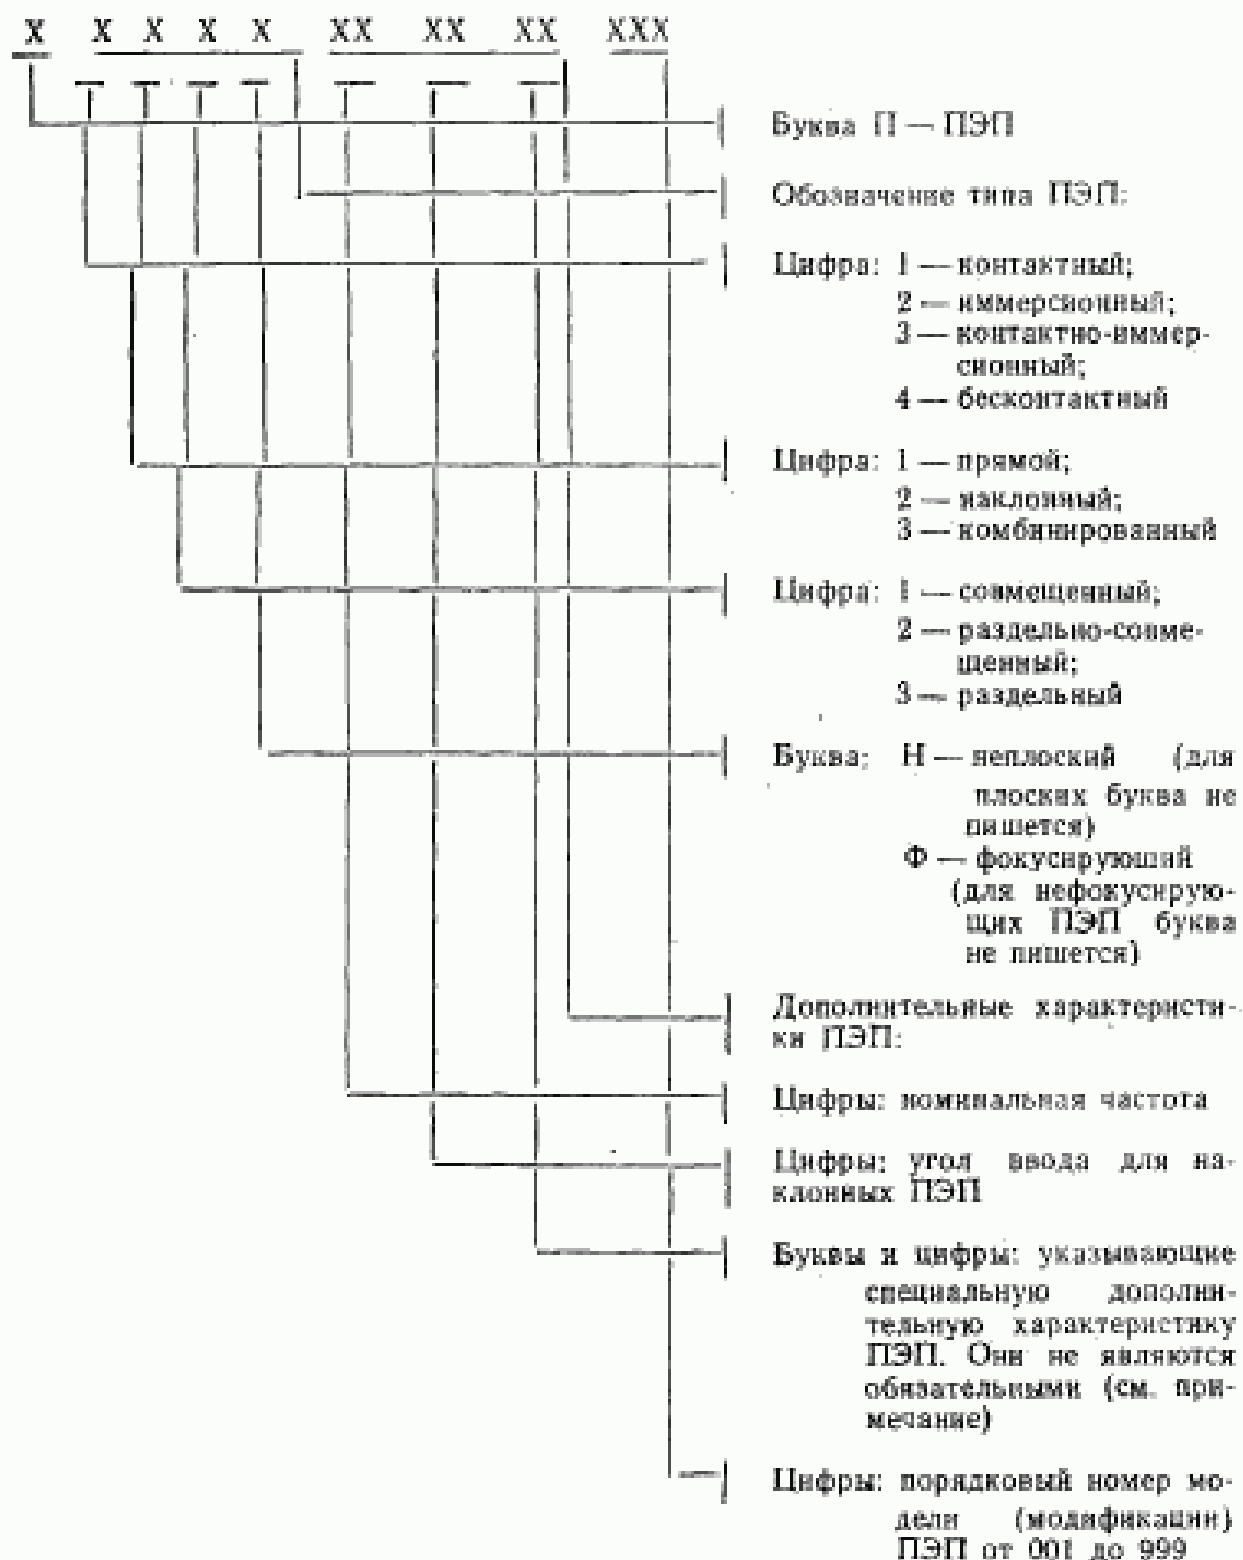 X X X X X XX XX XX XXX
Буква П — ПЭП
Обозначение типа ПЭП:
Цифра: 1 — контактный;
2 — иммерсионный;
3 — контактно-иммер-
сионный;
4 — бесконтактный
Цифра: 1 — прямой;
2 — наклонный;
3 — комбинированный
Цифра: 1 — совмещенный;
2 — раздельно-совме-
щенный;
3 — раздельный
Буква; Н — неплоский (для
плоских буква не
пишется)
Ф — фокусирующий
(для нефокусирую-
щих ПЭП буква
не пишется)
Дополнительные характеристи-
ки ПЭП:
Цифры: номинальная частота
Цифры: угол ввода для на-
клонных ПЭП
Буквы и цифры: указывающие
специальную дополни-
тельную характеристику
ПЭП. Они не являются
обязательными (см. при-
мечание)
Цифры: порядковый номер мо-
дели (модификации)
ПЭП от 001 до 999